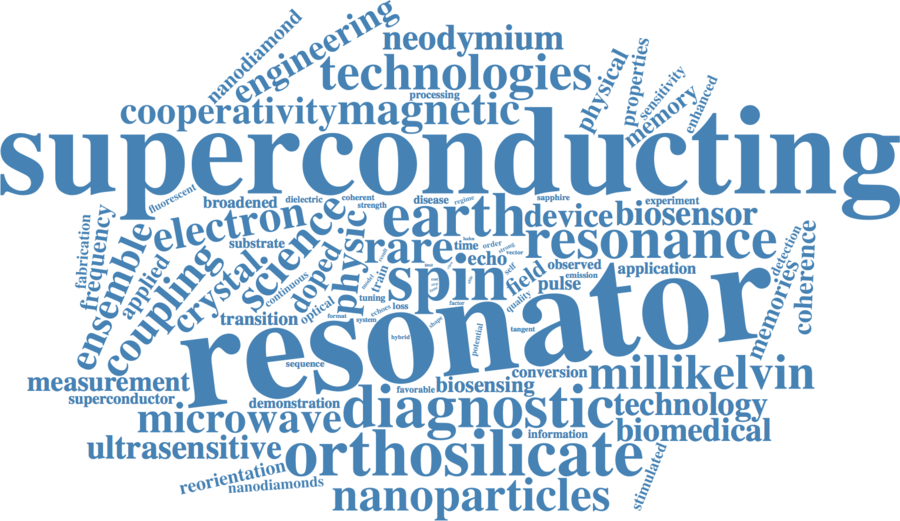 nanodiamond
engineering
neodymium
technologies
processing
cooperativity
magnetic
physical
properties
sensitivity
memory
enhanced
superconducting
fluorescent
broadened
dielectric
coherent
strength
disease
regime
sapphire
experiment
fabrication
frequency
ensemble
applied
coupling
electron
substrate
crystal.
science
continuous
doped
optical
physic
rare
earth
time
order
echo
strong
vector
device
biosensor
resonance
detection
memories
coherence
train
tuning
spin
self
field
quality
observed
emission
pulse
application
transition
format
system
echoes
loss
factor
shape
hybrid
potential
tangent
resonator
sequence
measurement
superconductor
demonstration
favorable
biosensing
conversion
millikelvin
microwave
diagnostic
technology
information
biomedical
ultrasensitive
orthosilicate
reorientation
nanodiamonds
nanoparticles
stimulated